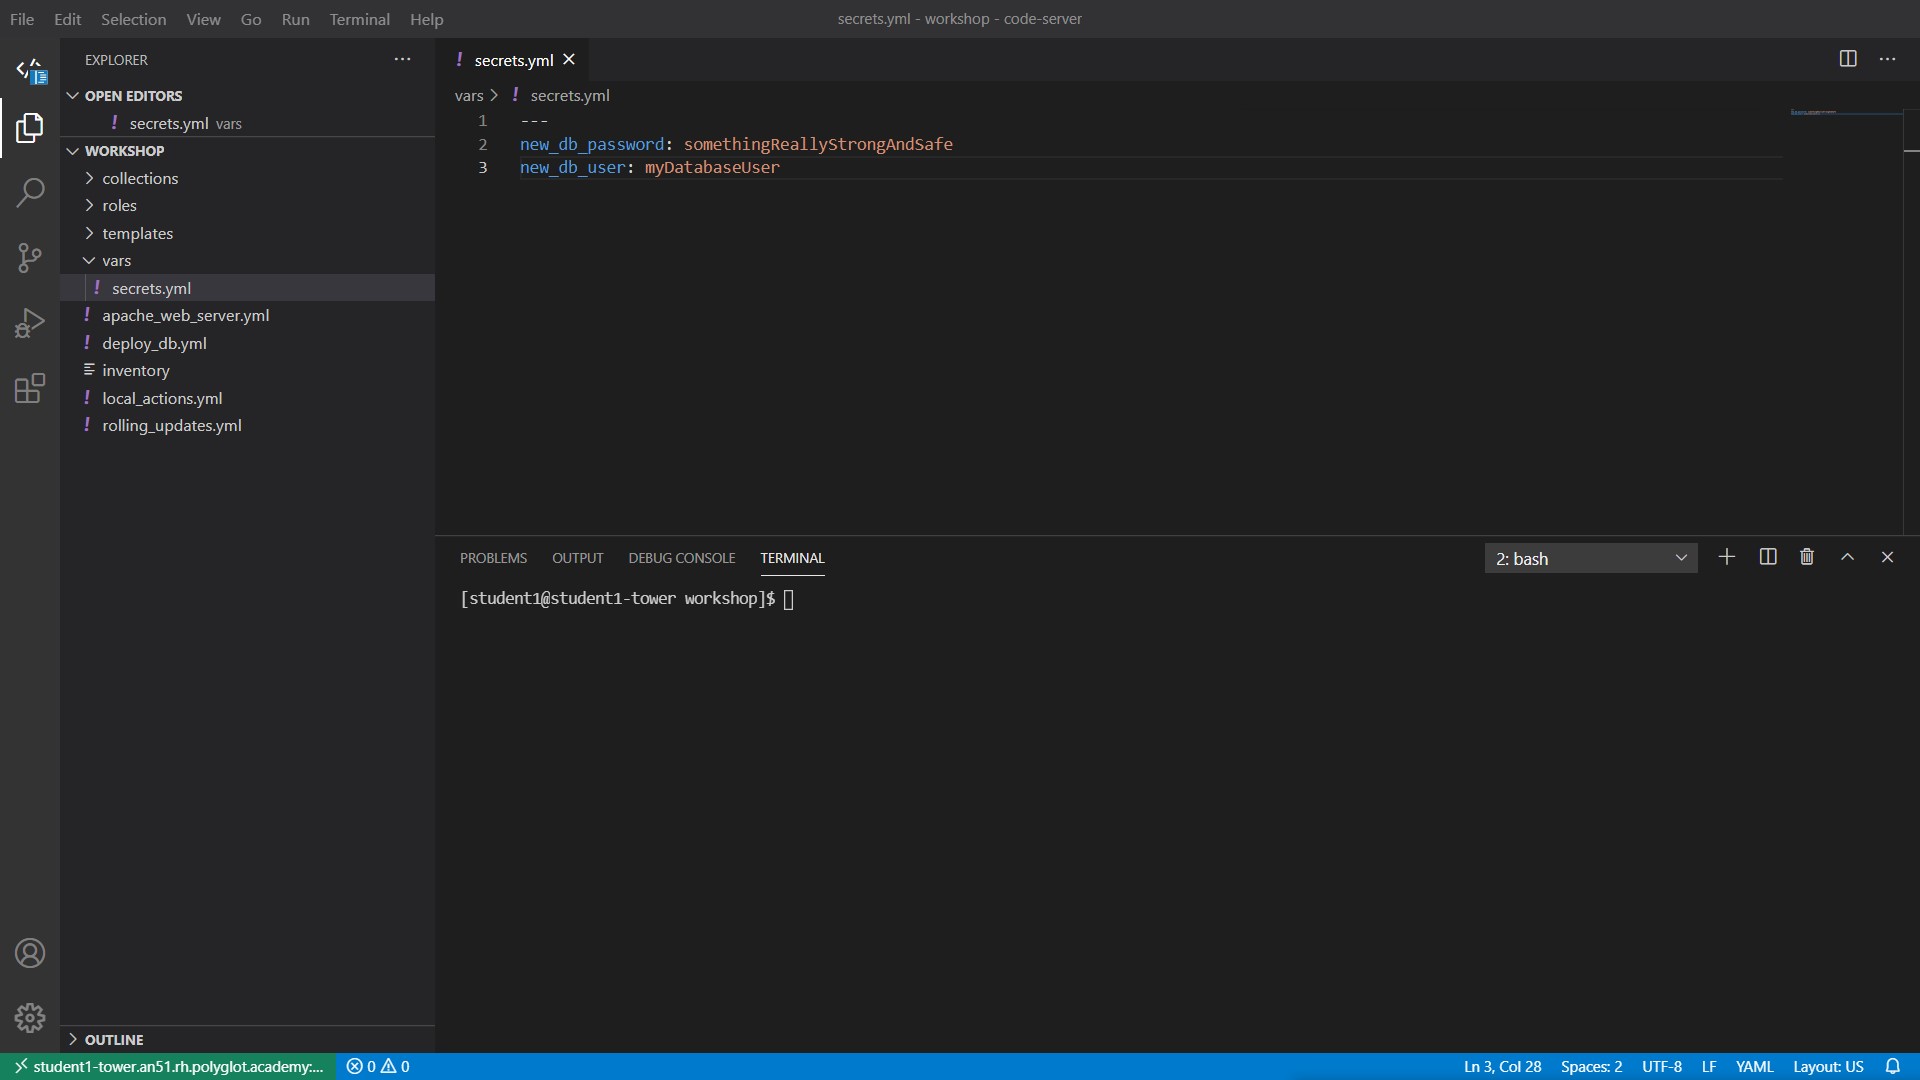 File Edit Selection View Go Run Terminal Help
secrets.yml - workshop - code-server
EXPLORER
OPEN EDITORS
! secrets.yml vars
WORKSHOP
collections
roles
templates
vars
! secrets.yml
! apache_web_server.yml
! deploy_db.yml
inventory
! local_actions.yml
! rolling_updates.yml
OUTLINE
! secrets.yml
vars > ! secrets.yml
1 ---
2 new_db_password: somethingReallyStrongAndSafe
3 new_db_user: myDatabaseUser
PROBLEMS OUTPUT DEBUG CONSOLE TERMINAL
2: bash
[student1@student1-tower workshop]$
student1-tower.an51.rh.polyglot.academy:... 0 0
Ln 3, Col 28 Spaces: 2 UTF-8 LF YAML Layout: US